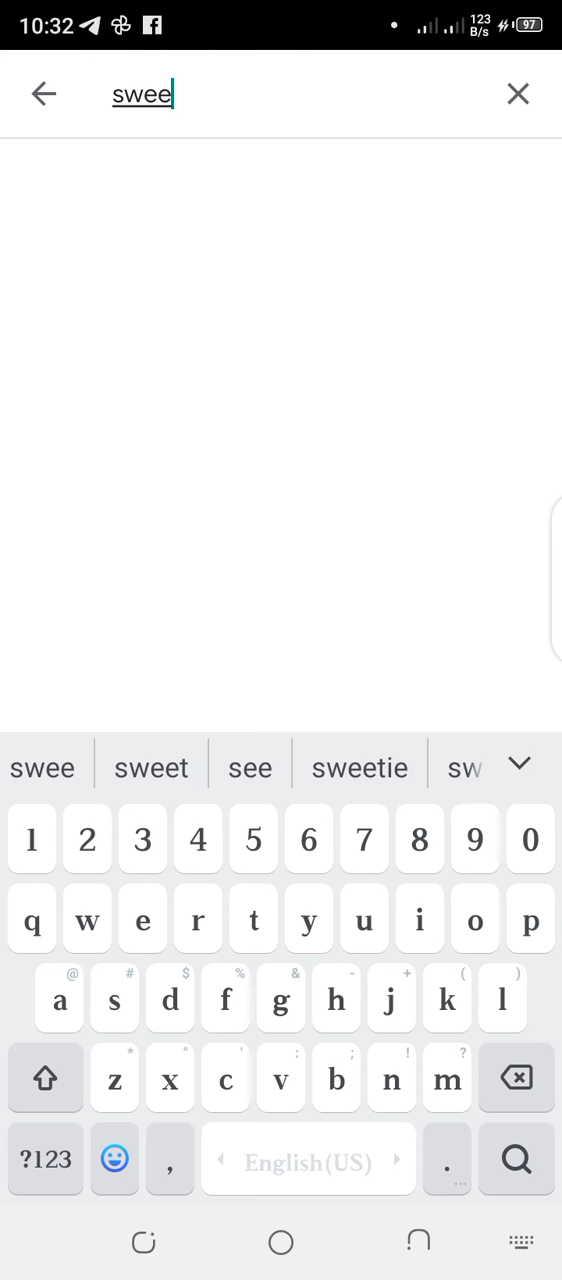 10:32 123 B/s 97
swee
swee sweet see sweetie sw
1 2 3 4 5 6 7 8 9 0
q w e r t y u i o p
@ # $ % & - + ( )
a s d f g h j k l
* " ' : ; ! ?
z x c v b n m
?123 , English(US) . ...